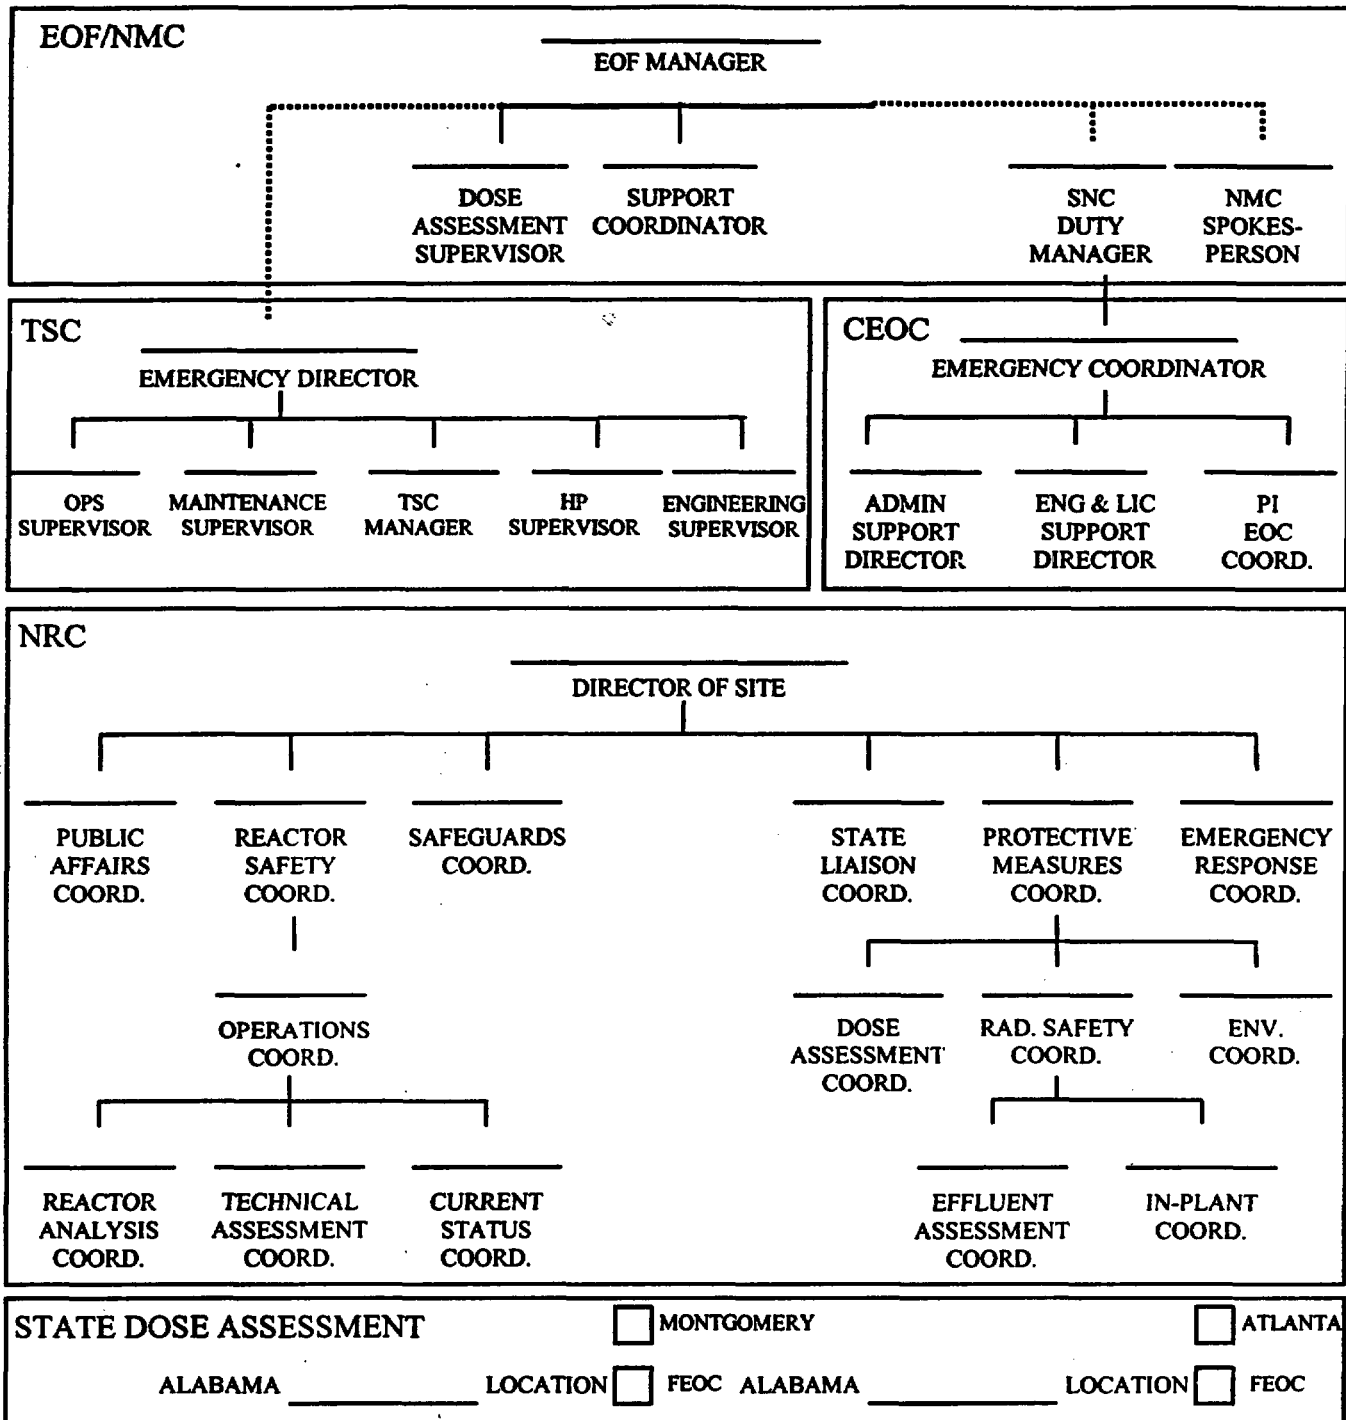 EOF/NMC
EOF MANAGER
DOSE
ASSESSMENT
SUPERVISOR
SUPPORT
COORDINATOR
SNC
DUTY
MANAGER
NMC
SPOKES-
PERSON
TSC
EMERGENCY DIRECTOR
OPS
SUPERVISOR
MAINTENANCE
SUPERVISOR
TSC
MANAGER
HP
SUPERVISOR
ENGINEERING
SUPERVISOR
CEOC
EMERGENCY COORDINATOR
ADMIN
SUPPORT
DIRECTOR
ENG & LIC
SUPPORT
DIRECTOR
PI
EOC
COORD.
NRC
DIRECTOR OF SITE
PUBLIC
AFFAIRS
COORD.
REACTOR
SAFETY
COORD.
SAFEGUARDS
COORD.
STATE
LIAISON
COORD.
PROTECTIVE
MEASURES
COORD.
EMERGENCY
RESPONSE
COORD.
OPERATIONS
COORD.
DOSE
ASSESSMENT
COORD.
RAD. SAFETY
COORD.
ENV.
COORD.
REACTOR
ANALYSIS
COORD.
TECHNICAL
ASSESSMENT
COORD.
CURRENT
STATUS
COORD.
EFFLUENT
ASSESSMENT
COORD.
IN-PLANT
COORD.
STATE DOSE ASSESSMENT
MONTGOMERY
ATLANTA
ALABAMA LOCATION FEOC ALABAMA LOCATION FEOC